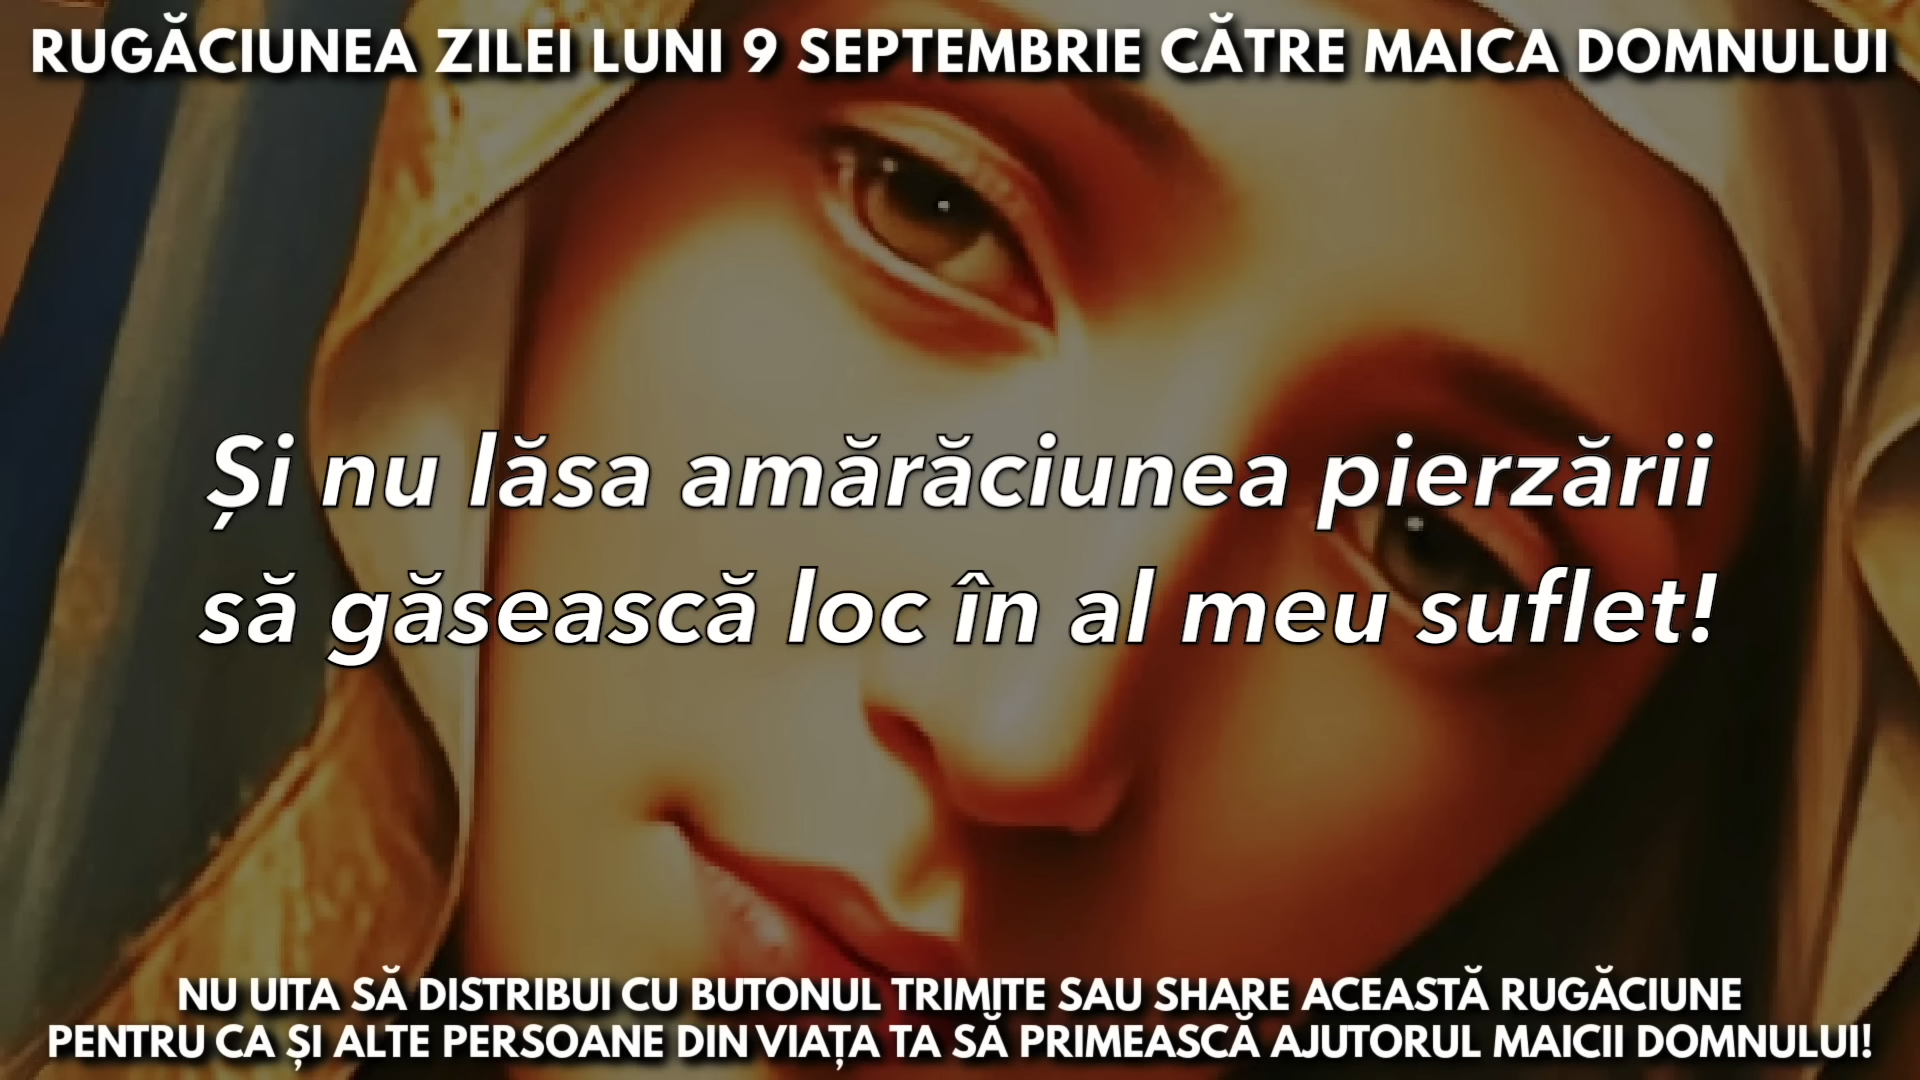 RUGĂCIUNEA ZILEI LUNI 9 SEPTEMBRIE CĂTRE MAICA DOMNULUI
Și nu lăsa amărăciunea pierzării
să găsească loc în al meu suflet!
NU UITA SĂ DISTRIBUI CU BUTONUL TRIMITE SAU SHARE ACEASTĂ RUGĂCIUNE
PENTRU CA ȘI ALTE PERSOANE DIN VIAȚA TA SĂ PRIMEASCĂ AJUTORUL MAICII DOMNULUI!